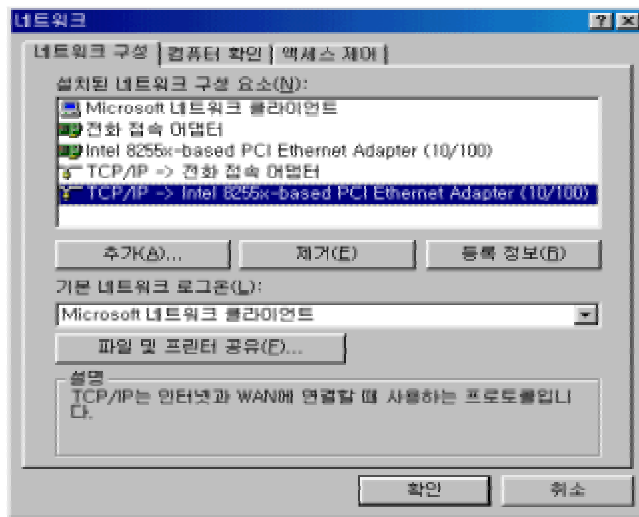 네트워크
네트워크 구성 컴퓨터 확인 액세스 제어
설치된 네트워크 구성 요소(N):
Microsoft 네트워크 클라이언트
전화 접속 어댑터
Intel 8255x-based PCI Ethernet Adapter (10/100)
TCP/IP -> 전화 접속 어댑터
TCP/IP -> Intel 8255x-based PCI Ethernet Adapter (10/100)
추가(A)... 제거(E) 등록 정보(R)
기본 네트워크 로그온(L):
Microsoft 네트워크 클라이언트
파일 및 프린터 공유(F)...
설명
TCP/IP는 인터넷과 WAN에 연결할 때 사용하는 프로토콜입니
다.
확인 취소